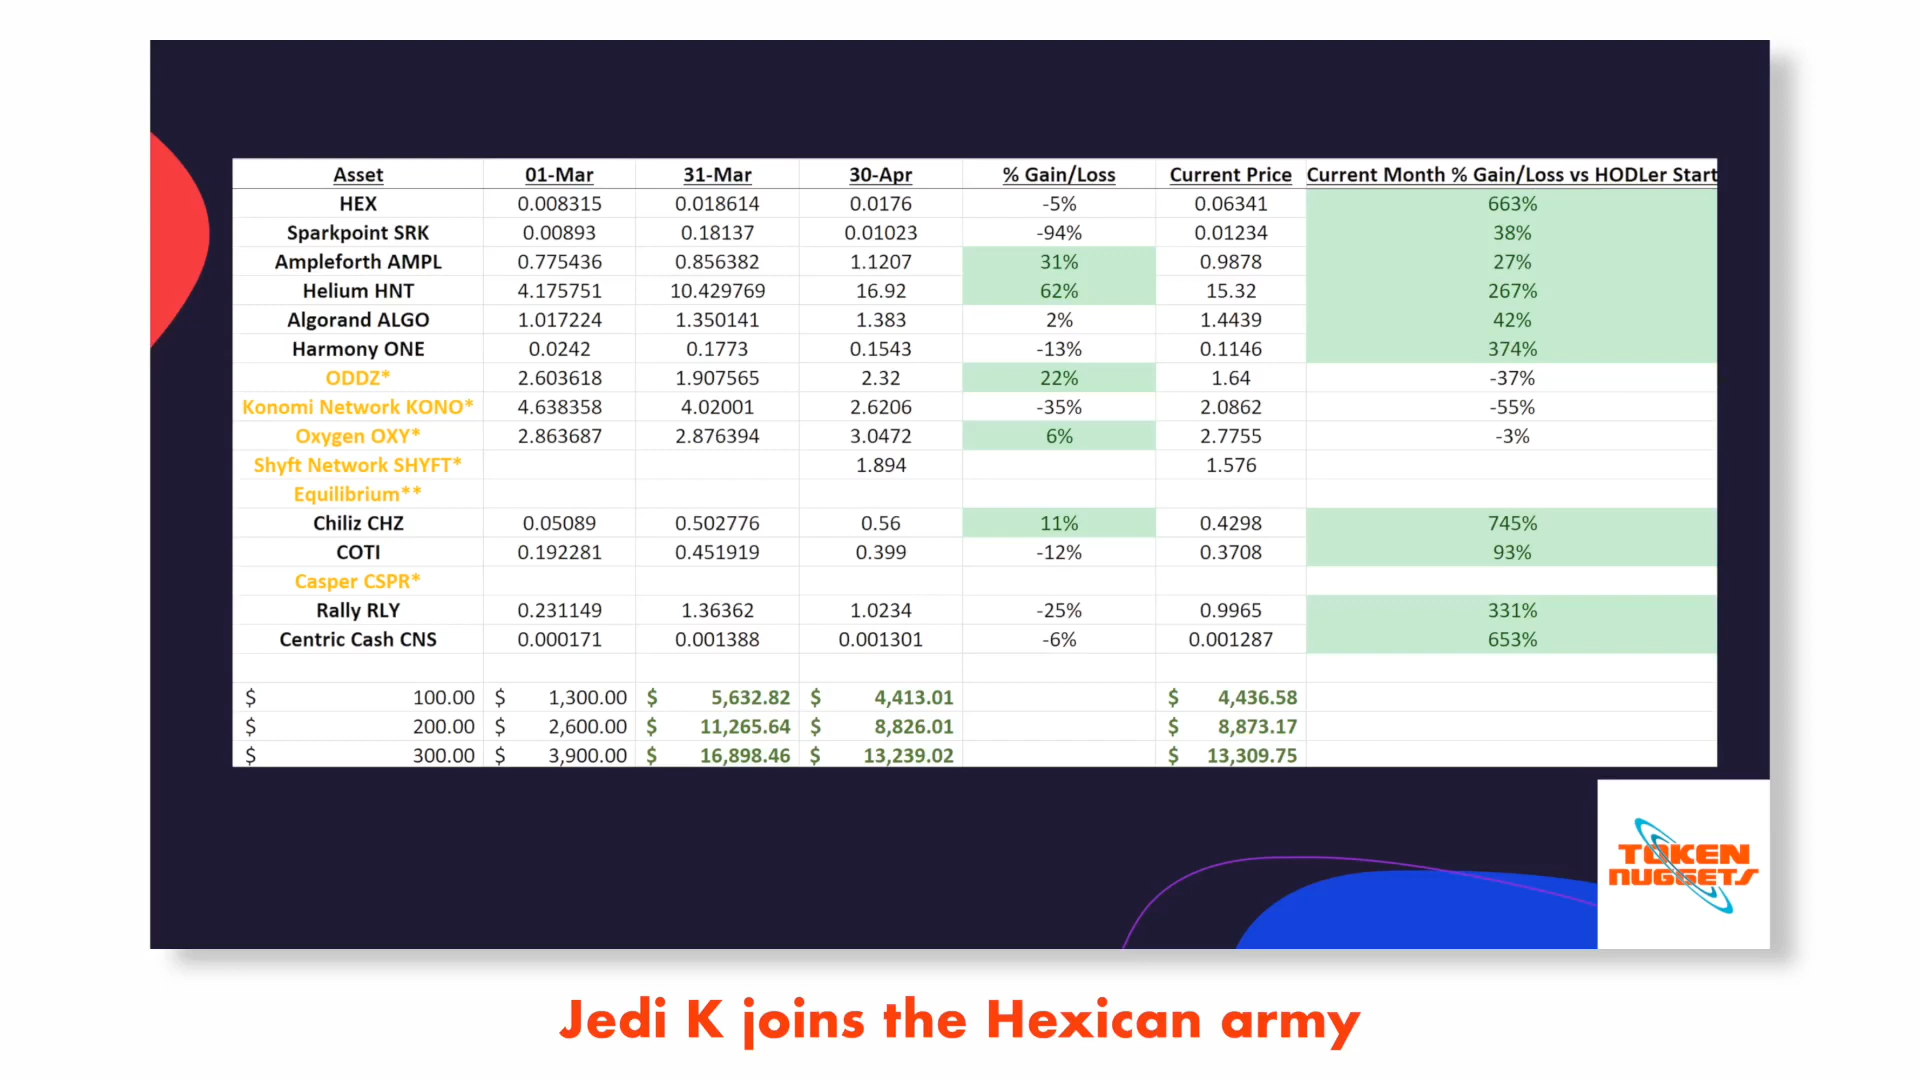 Asset 01-Mar 31-Mar 30-Apr % Gain/Loss Current Price Current Month % Gain/Loss vs HODLer Start
HEX 0.008315 0.018614 0.0176 -5% 0.06341 663%
Sparkpoint SRK 0.00893 0.18137 0.01023 -94% 0.01234 38%
Ampleforth AMPL 0.775436 0.856382 1.1207 31% 0.9878 27%
Helium HNT 4.175751 10.429769 16.92 62% 15.32 267%
Algorand ALGO 1.017224 1.350141 1.383 2% 1.4439 42%
Harmony ONE 0.0242 0.1773 0.1543 -13% 0.1146 374%
ODDZ* 2.603618 1.907565 2.32 22% 1.64 -37%
Konomi Network KONO* 4.638358 4.02001 2.6206 -35% 2.0862 -55%
Oxygen OXY* 2.863687 2.876394 3.0472 6% 2.7755 -3%
Shyft Network SHYFT* 1.894 1.576
Equilibrium**
Chiliz CHZ 0.05089 0.502776 0.56 11% 0.4298 745%
COTI 0.192281 0.451919 0.399 -12% 0.3708 93%
Casper CSPR*
Rally RLY 0.231149 1.36362 1.0234 -25% 0.9965 331%
Centric Cash CNS 0.000171 0.001388 0.001301 -6% 0.001287 653%
$ 100.00 $ 1,300.00 $ 5,632.82 $ 4,413.01 $ 4,436.58
$ 200.00 $ 2,600.00 $ 11,265.64 $ 8,826.01 $ 8,873.17
$ 300.00 $ 3,900.00 $ 16,898.46 $ 13,239.02 $ 13,309.75
TOKEN
NUGGETS
Jedi K joins the Hexican army